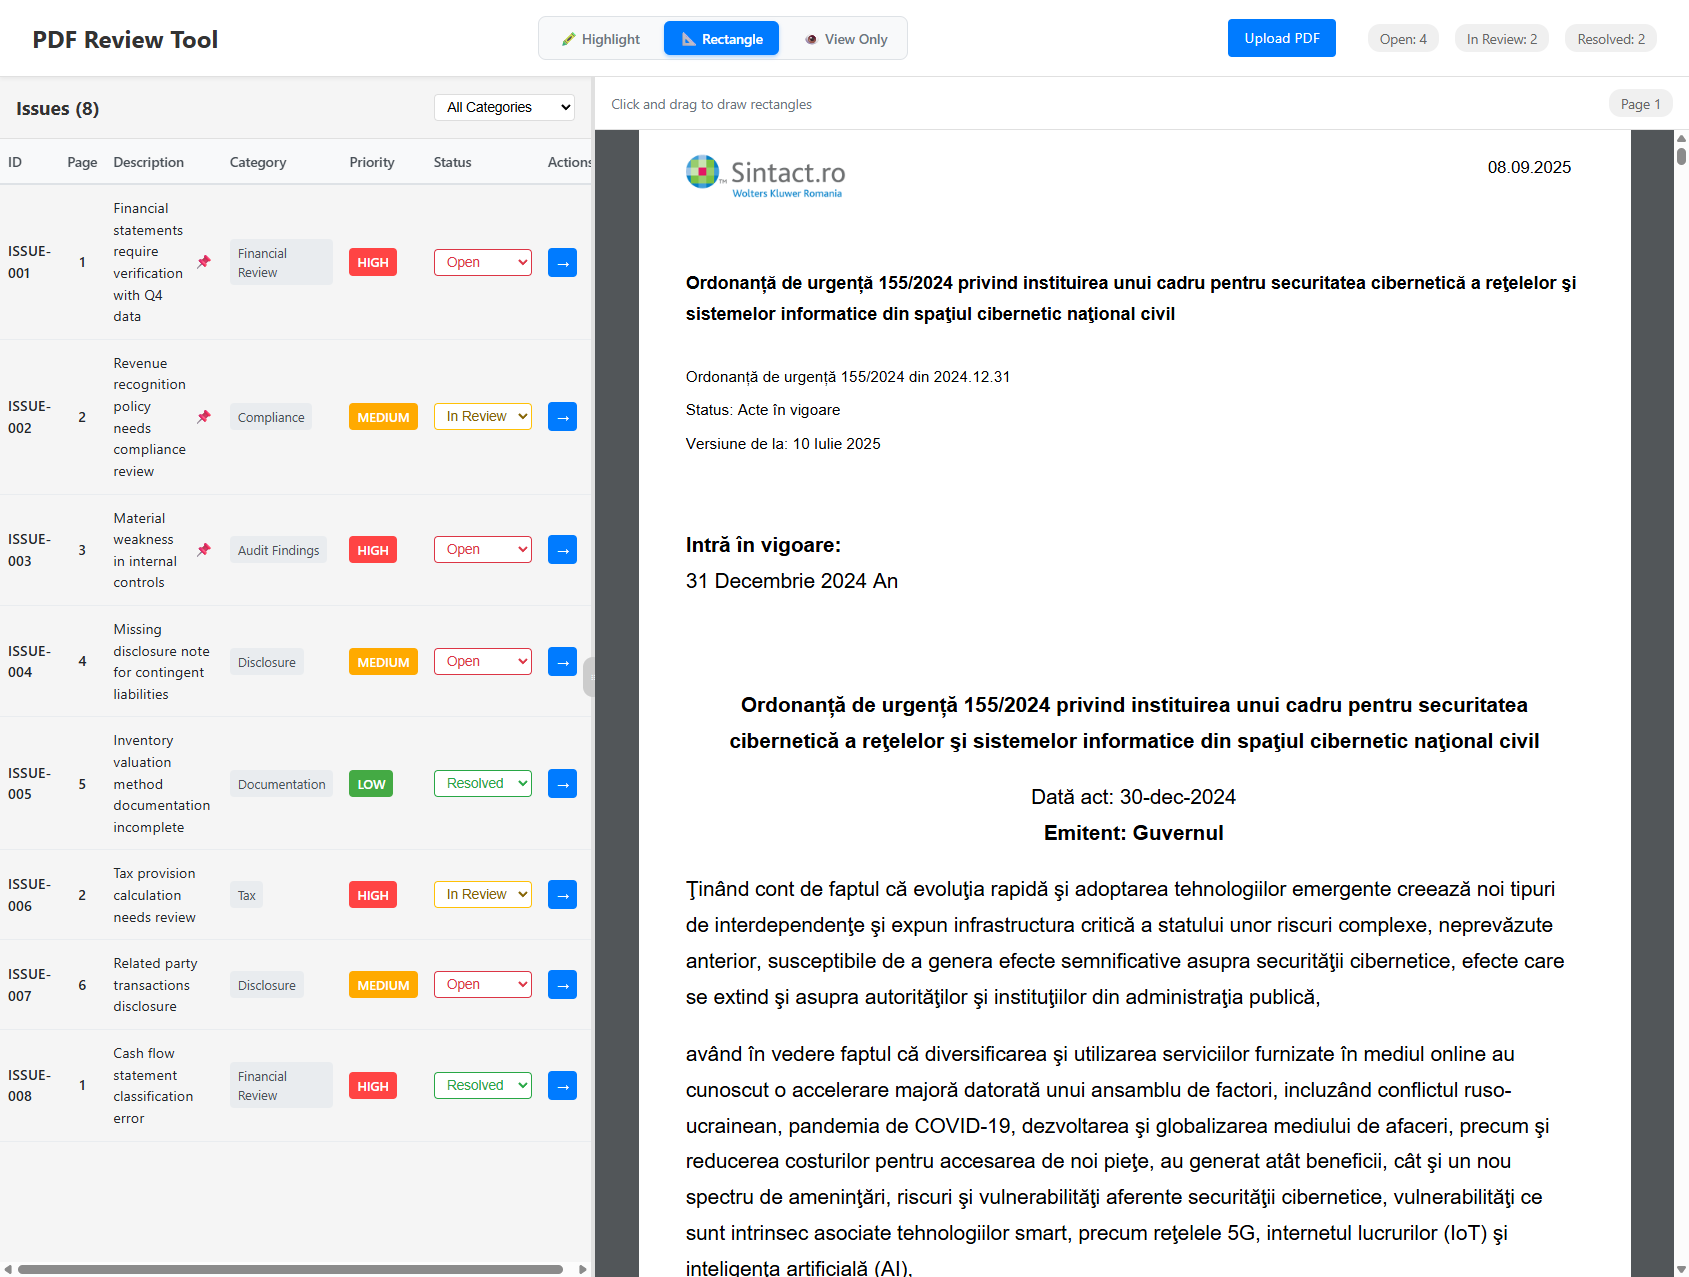 PDF Review Tool
Highlight
Rectangle
View Only
Upload PDF
Open: 4
In Review: 2
Resolved: 2
Issues (8)
All Categories
ID Page Description Category Priority Status Actions
ISSUE-
001
1
Financial
statements
require
verification
with Q4
data
Financial
Review
HIGH
Open
→
ISSUE-
002
2
Revenue
recognition
policy
needs
compliance
review
Compliance
MEDIUM
In Review
→
ISSUE-
003
3
Material
weakness
in internal
controls
Audit Findings
HIGH
Open
→
ISSUE-
004
4
Missing
disclosure note
for contingent
liabilities
Disclosure
MEDIUM
Open
→
ISSUE-
005
5
Inventory
valuation
method
documentation
incomplete
Documentation
LOW
Resolved
→
ISSUE-
006
2
Tax provision
calculation
needs review
Tax
HIGH
In Review
→
ISSUE-
007
6
Related party
transactions
disclosure
Disclosure
MEDIUM
Open
→
ISSUE-
008
1
Cash flow
statement
classification
error
Financial
Review
HIGH
Resolved
→
Click and drag to draw rectangles
Page 1
TM Sintact.ro
Wolters Kluwer Romania
08.09.2025
Ordonanță de urgență 155/2024 privind instituirea unui cadru pentru securitatea cibernetică a reţelelor şi
sistemelor informatice din spaţiul cibernetic naţional civil
Ordonanță de urgență 155/2024 din 2024.12.31
Status: Acte în vigoare
Versiune de la: 10 Iulie 2025
Intră în vigoare:
31 Decembrie 2024 An
Ordonanță de urgență 155/2024 privind instituirea unui cadru pentru securitatea
cibernetică a reţelelor şi sistemelor informatice din spaţiul cibernetic naţional civil
Dată act: 30-dec-2024
Emitent: Guvernul
Ţinând cont de faptul că evoluţia rapidă şi adoptarea tehnologiilor emergente creează noi tipuri
de interdependenţe şi expun infrastructura critică a statului unor riscuri complexe, neprevăzute
anterior, susceptibile de a genera efecte semnificative asupra securităţii cibernetice, efecte care
se extind şi asupra autorităţilor şi instituţiilor din administraţia publică,
având în vedere faptul că diversificarea şi utilizarea serviciilor furnizate în mediul online au
cunoscut o accelerare majoră datorată unui ansamblu de factori, incluzând conflictul ruso-
ucrainean, pandemia de COVID-19, dezvoltarea şi globalizarea mediului de afaceri, precum şi
reducerea costurilor pentru accesarea de noi pieţe, au generat atât beneficii, cât şi un nou
spectru de ameninţări, riscuri şi vulnerabilităţi aferente securităţii cibernetice, vulnerabilităţi ce
sunt intrinsec asociate tehnologiilor smart, precum reţelele 5G, internetul lucrurilor (IoT) şi
inteligenţa artificială (AI),